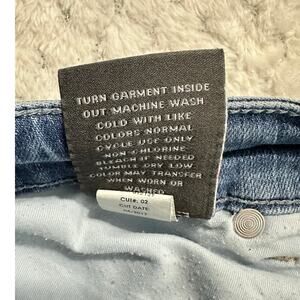 TURN GARMENT INSIDE
OUT MACHINE WASH
COLD WITH LIKE
COLORS NORMAL
CYCLE USE ONLY
NON-CHLORINE
BLEACH IF NEEDED
TUMBLE DRY LOW
COLOR MAY TRANSFER
WHEN WORN OR
WASHED
CUT#: 02
CUT DATE: